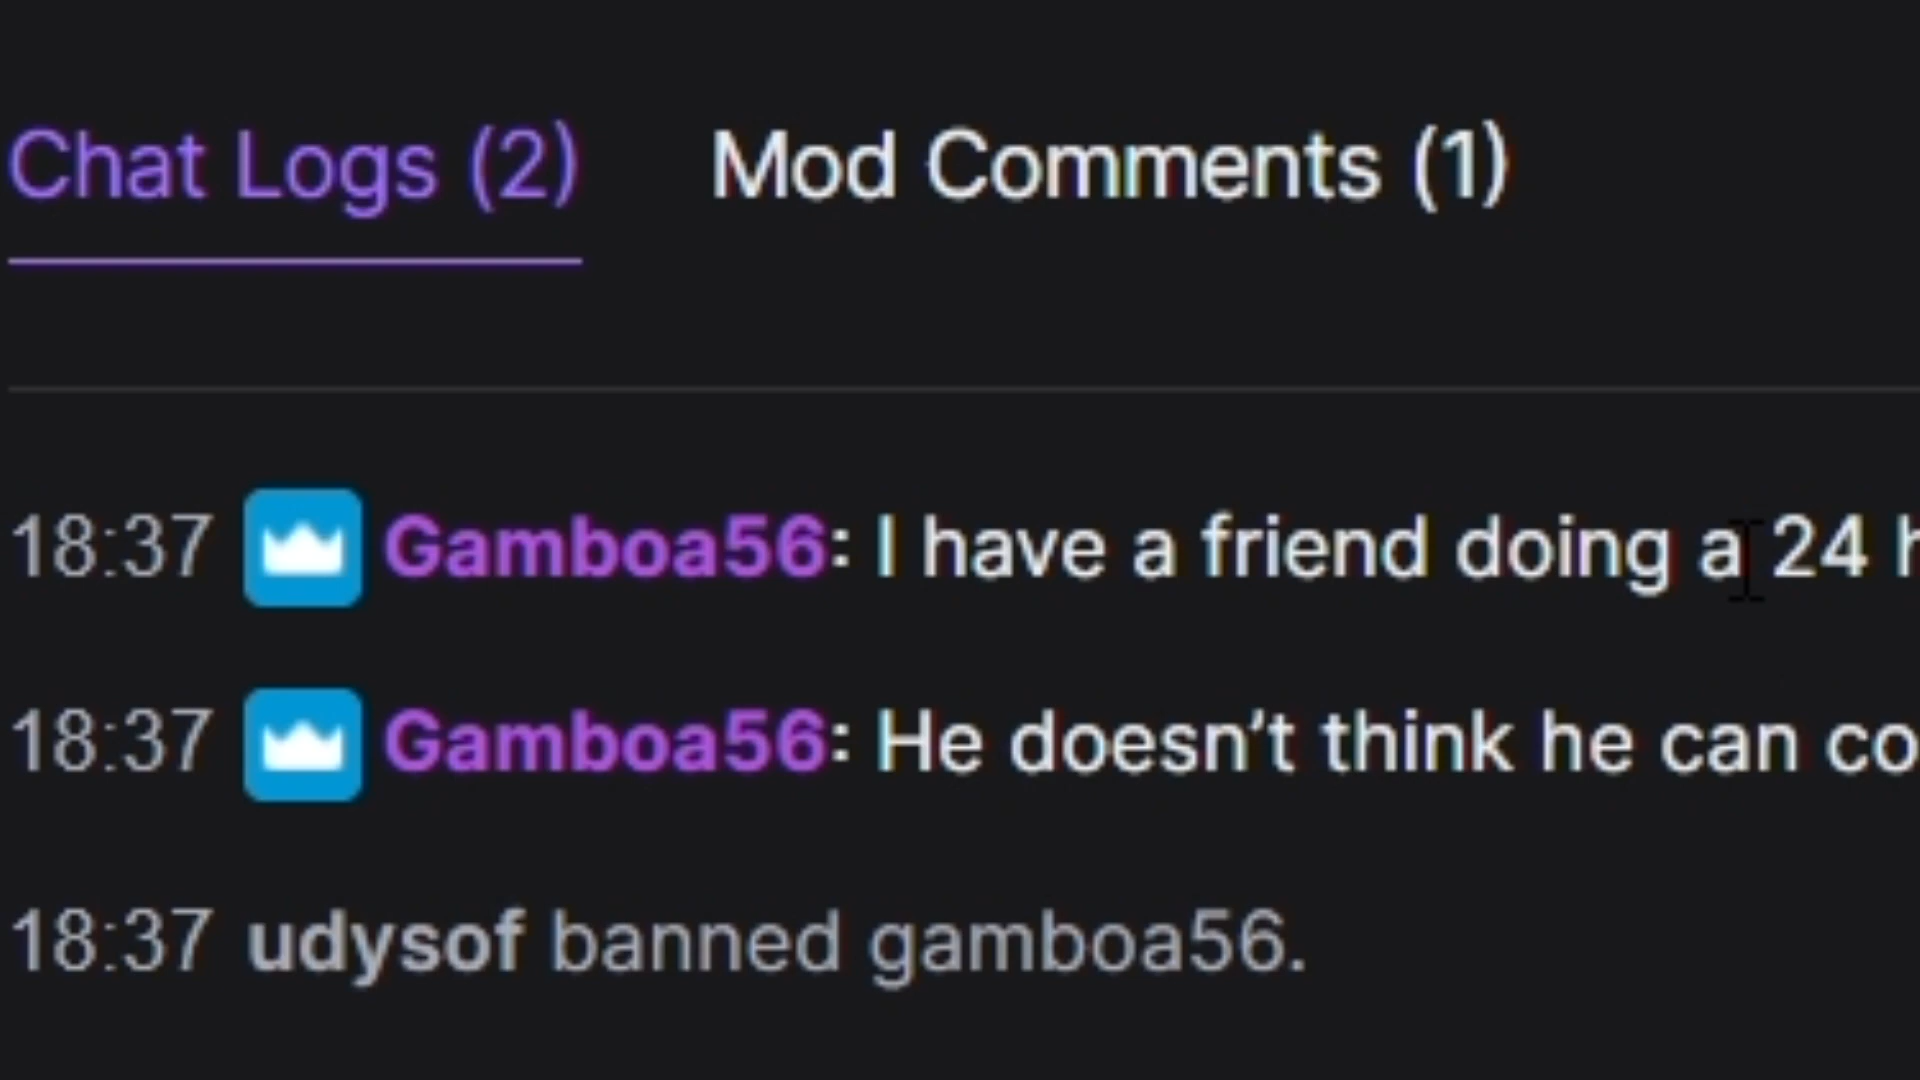 Chat Logs (2) Mod Comments (1)
18:37 Gamboa56: I have a friend doing a 24
18:37 Gamboa56: He doesn’t think he can
18:37 udysof banned gamboa56.